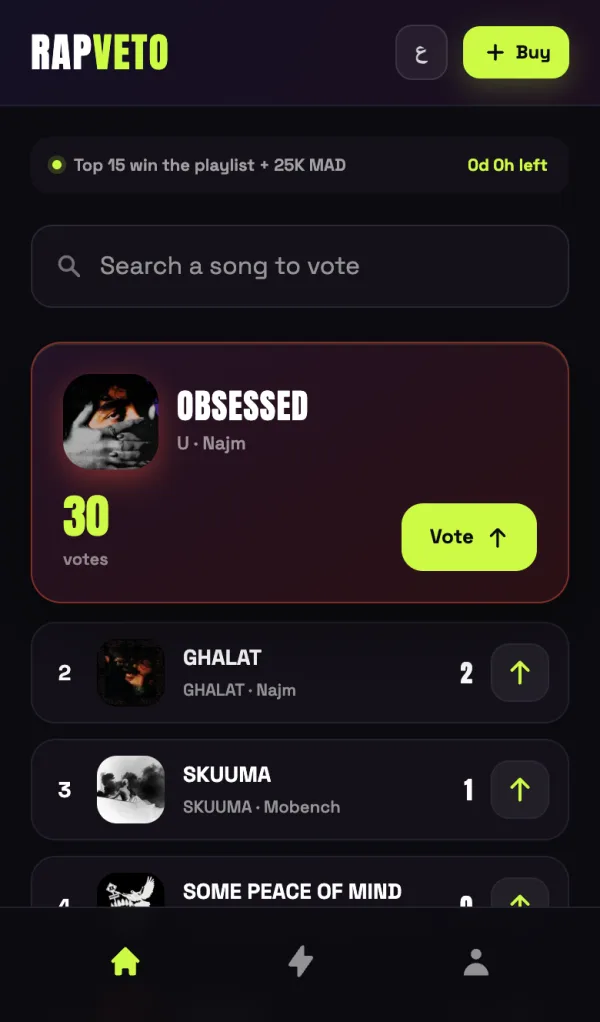 RAPVETO
ع
+ Buy
Top 15 win the playlist + 25K MAD
0d 0h left
Search a song to vote
OBSESSED
U · Najm
30
votes
Vote ↑
2
GHALAT
GHALAT · Najm
2
3
SKUUMA
SKUUMA · Mobench
1
SOME PEACE OF MIND